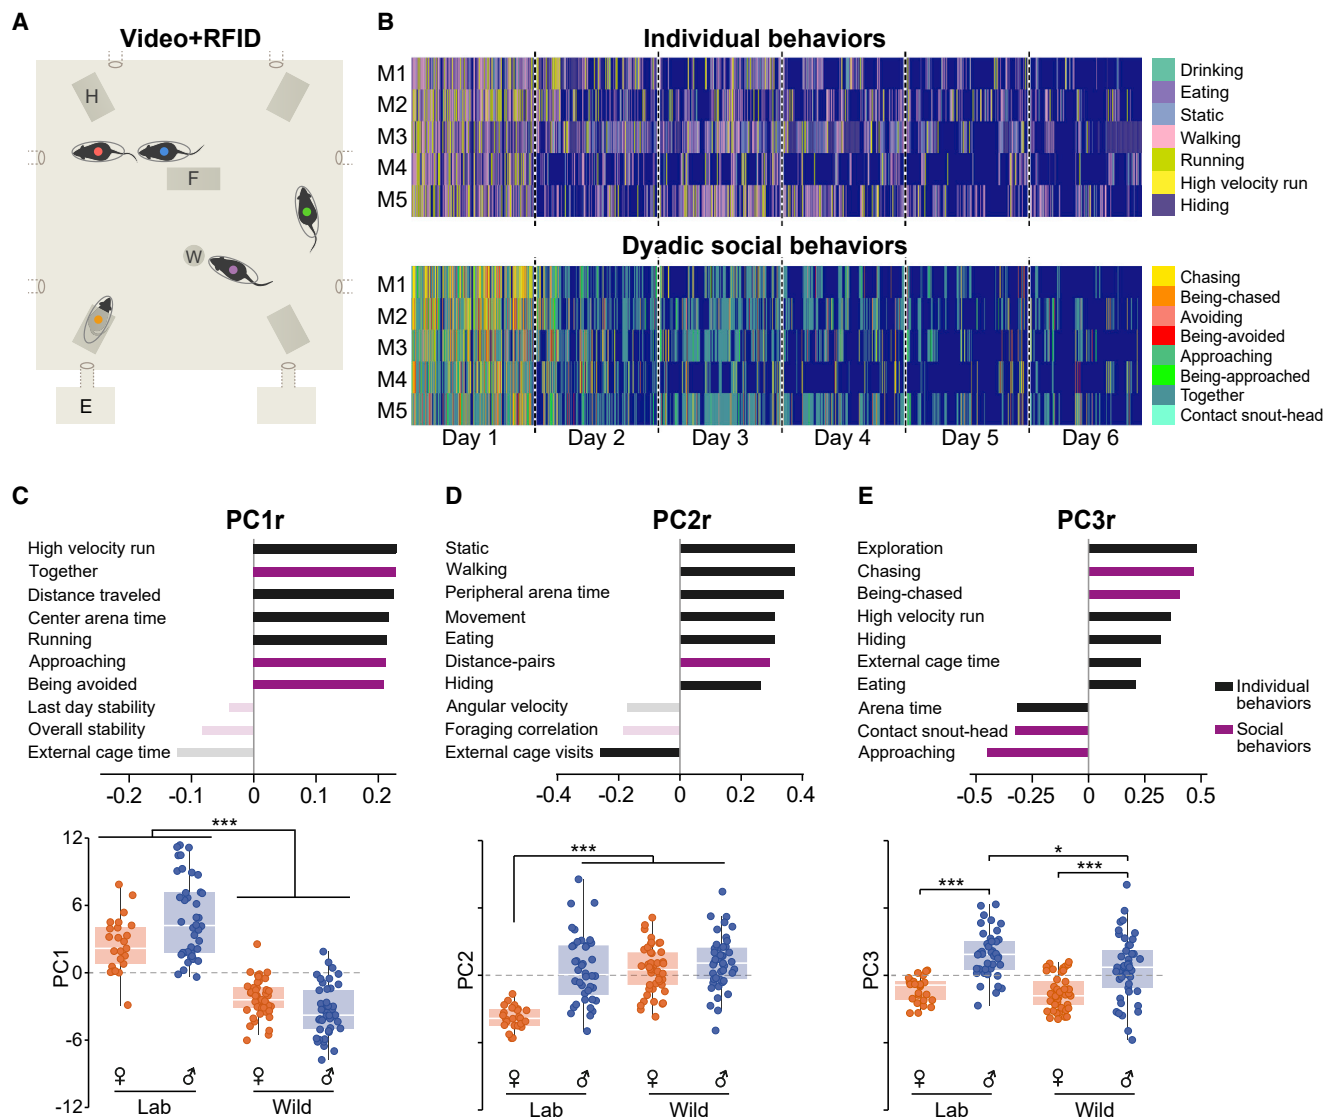 A
Video+RFID
H
F
W
E
B
Individual behaviors
M1
M2
M3
M4
M5
Drinking
Eating
Static
Walking
Running
High velocity run
Hiding
Dyadic social behaviors
M1
M2
M3
M4
M5
Day 1 Day 2 Day 3 Day 4 Day 5 Day 6
Chasing
Being-chased
Avoiding
Being-avoided
Approaching
Being-approached
Together
Contact snout-head
C
PC1r
High velocity run
Together
Distance traveled
Center arena time
Running
Approaching
Being avoided
Last day stability
Overall stability
External cage time
-0.2 -0.1 0 0.1 0.2
D
PC2r
Static
Walking
Peripheral arena time
Movement
Eating
Distance-pairs
Hiding
Angular velocity
Foraging correlation
External cage visits
-0.4 -0.2 0 0.2 0.4
E
PC3r
Exploration
Chasing
Being-chased
High velocity run
Hiding
External cage time
Eating
Arena time
Contact snout-head
Approaching
-0.5 -0.25 0 0.25 0.5
Individual behaviors
Social behaviors
PC1
12
6
0
-6
-12
***
♀ ♂ ♀ ♂
Lab Wild
PC2
***
♀ ♂ ♀ ♂
Lab Wild
PC3
*
***
***
♀ ♂ ♀ ♂
Lab Wild